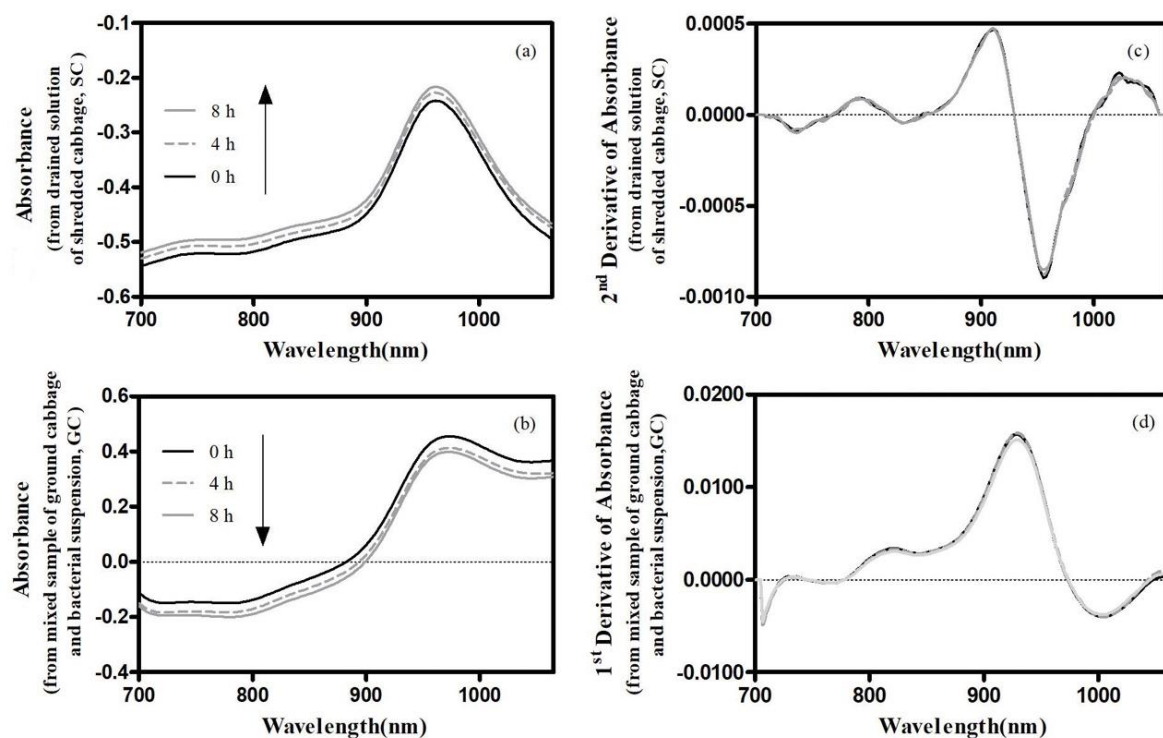 Absorbance
(from drained solution
of shredded cabbage, SC)
-0.1
-0.2
-0.3
-0.4
-0.5
-0.6
(a)
8 h
4 h
0 h
700
800
900
1000
Wavelength(nm)
2nd Derivative of Absorbance
(from drained solution
of shredded cabbage, SC)
0.0005
0.0000
-0.0005
-0.0010
(c)
700
800
900
1000
Wavelength(nm)
Absorbance
(from mixed sample of ground cabbage
and bacterial suspension, GC)
0.6
0.4
0.2
0.0
-0.2
-0.4
(b)
0 h
4 h
8 h
700
800
900
1000
Wavelength(nm)
1st Derivative of Absorbance
(from mixed sample of ground cabbage
and bacterial suspension,GC)
0.0200
0.0100
0.0000
-0.0100
(d)
700
800
900
1000
Wavelength(nm)